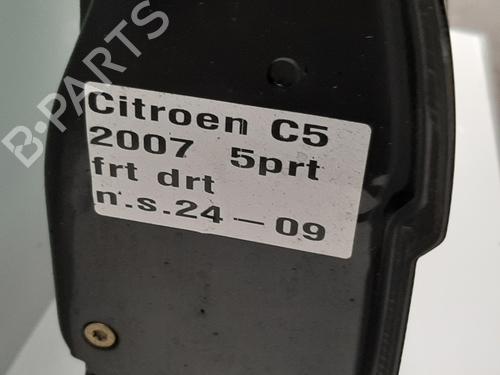 B-PARTS
Citroen C5
2007 5prt
frt drt
n.s.24-09